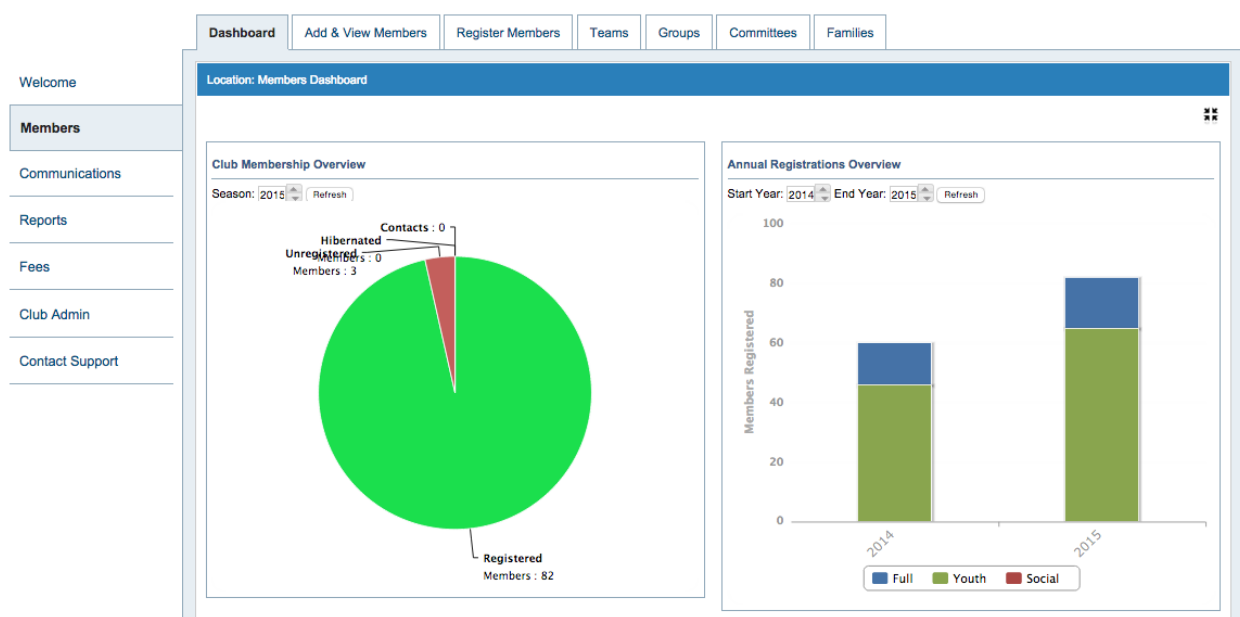 Dashboard Add & View Members Register Members Teams Groups Committees Families
Welcome
Members
Communications
Reports
Fees
Club Admin
Contact Support
Location: Members Dashboard
Club Membership Overview
Season: 2015 Refresh
Contacts : 0
Hibernated
Members : 0
Unregistered
Members : 3
Registered
Members : 82
Annual Registrations Overview
Start Year: 2014 End Year: 2015 Refresh
100
80
60
40
20
0
Members Registered
2014 2015
Full Youth Social